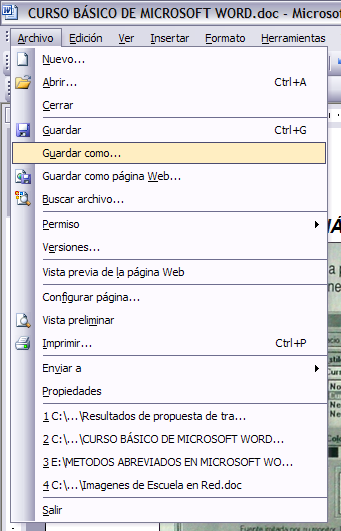 CURSO BÁSICO DE MICROSOFT WORD.doc - Microsof
Archivo Edición Ver Insertar Formato Herramientas
Nuevo...
Abrir... Ctrl+A
Cerrar
Guardar Ctrl+G
Guardar como...
Guardar como página Web...
Buscar archivo...
Permiso
Versiones...
Vista previa de la página Web
Configurar página...
Vista preliminar
Imprimir... Ctrl+P
Enviar a
Propiedades
1 C:\...\Resultados de propuesta de tra...
2 C:\...\CURSO BÁSICO DE MICROSOFT WORD...
3 E:\METODOS ABREVIADOS EN MICROSOFT WO...
4 C:\...\Imagenes de Escuela en Red.doc
Salir